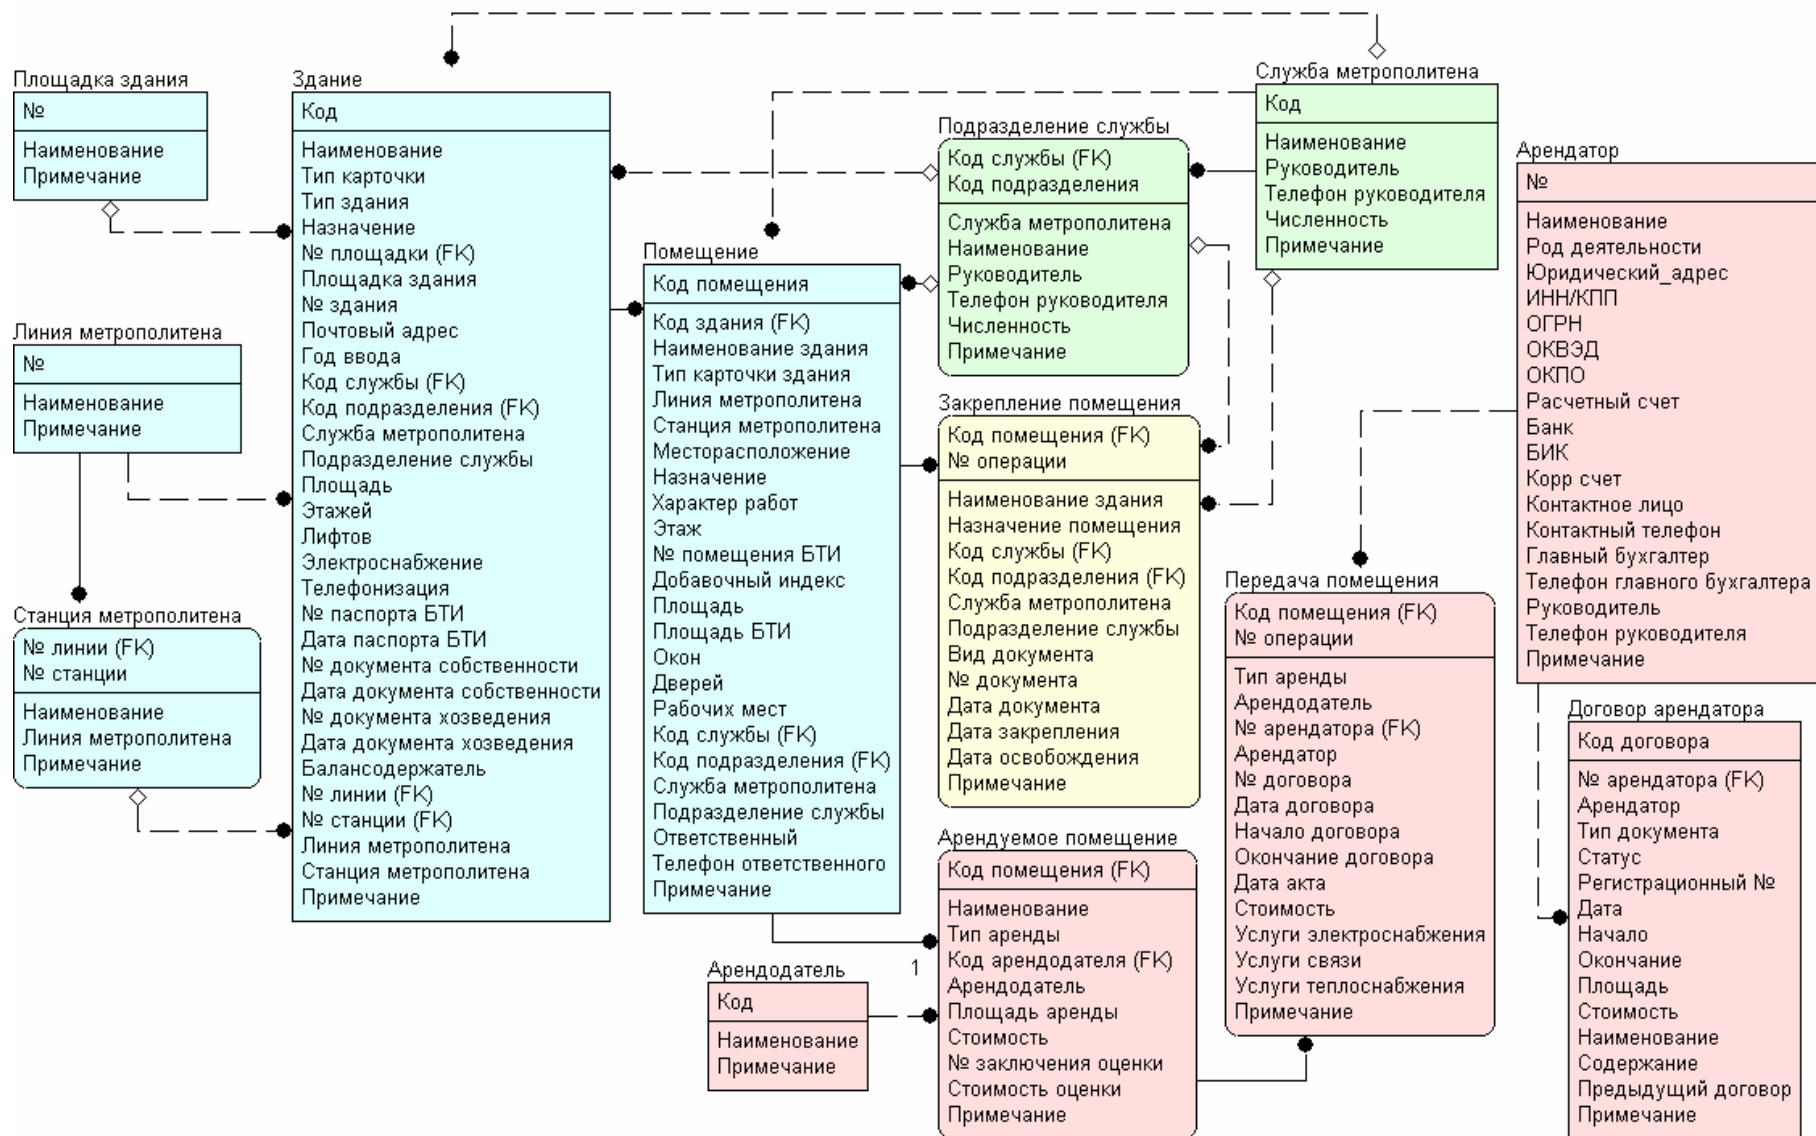 Площадка здания
№
Наименование
Примечание
Линия метрополитена
№
Наименование
Примечание
Станция метрополитена
№ линии (FK)
№ станции
Наименование
Линия метрополитена
Примечание
Здание
Код
Наименование
Тип карточки
Тип здания
Назначение
№ площадки (FK)
Площадка здания
№ здания
Почтовый адрес
Год ввода
Код службы (FK)
Код подразделения (FK)
Служба метрополитена
Подразделение службы
Площадь
Этажей
Лифтов
Электроснабжение
Телефонизация
№ паспорта БТИ
Дата паспорта БТИ
№ документа собственности
Дата документа собственности
№ документа хозведения
Дата документа хозведения
Балансодержатель
№ линии (FK)
№ станции (FK)
Линия метрополитена
Станция метрополитена
Примечание
Помещение
Код помещения
Код здания (FK)
Наименование здания
Тип карточки здания
Линия метрополитена
Станция метрополитена
Месторасположение
Назначение
Характер работ
Этаж
№ помещения БТИ
Добавочный индекс
Площадь
Площадь БТИ
Окон
Дверей
Рабочих мест
Код службы (FK)
Код подразделения (FK)
Служба метрополитена
Подразделение службы
Ответственный
Телефон ответственного
Примечание
Арендодатель
Код
Наименование
Примечание
1
Подразделение службы
Код службы (FK)
Код подразделения
Служба метрополитена
Наименование
Руководитель
Телефон руководителя
Численность
Примечание
Закрепление помещения
Код помещения (FK)
№ операции
Наименование здания
Назначение помещения
Код службы (FK)
Код подразделения (FK)
Служба метрополитена
Подразделение службы
Вид документа
№ документа
Дата документа
Дата закрепления
Дата освобождения
Примечание
Арендуемое помещение
Код помещения (FK)
Наименование
Тип аренды
Код арендодателя (FK)
Арендодатель
Площадь аренды
Стоимость
№ заключения оценки
Стоимость оценки
Примечание
Служба метрополитена
Код
Наименование
Руководитель
Телефон руководителя
Численность
Примечание
Передача помещения
Код помещения (FK)
№ операции
Тип аренды
Арендодатель
№ арендатора (FK)
Арендатор
№ договора
Дата договора
Начало договора
Окончание договора
Дата акта
Стоимость
Услуги электроснабжения
Услуги связи
Услуги теплоснабжения
Примечание
Арендатор
№
Наименование
Род деятельности
Юридический_адрес
ИНН/КПП
ОГРН
ОКВЭД
ОКПО
Расчетный счет
Банк
БИК
Корр счет
Контактное лицо
Контактный телефон
Главный бухгалтер
Телефон главного бухгалтера
Руководитель
Телефон руководителя
Примечание
Договор арендатора
Код договора
№ арендатора (FK)
Арендатор
Тип документа
Статус
Регистрационный №
Дата
Начало
Окончание
Площадь
Стоимость
Наименование
Содержание
Предыдущий договор
Примечание